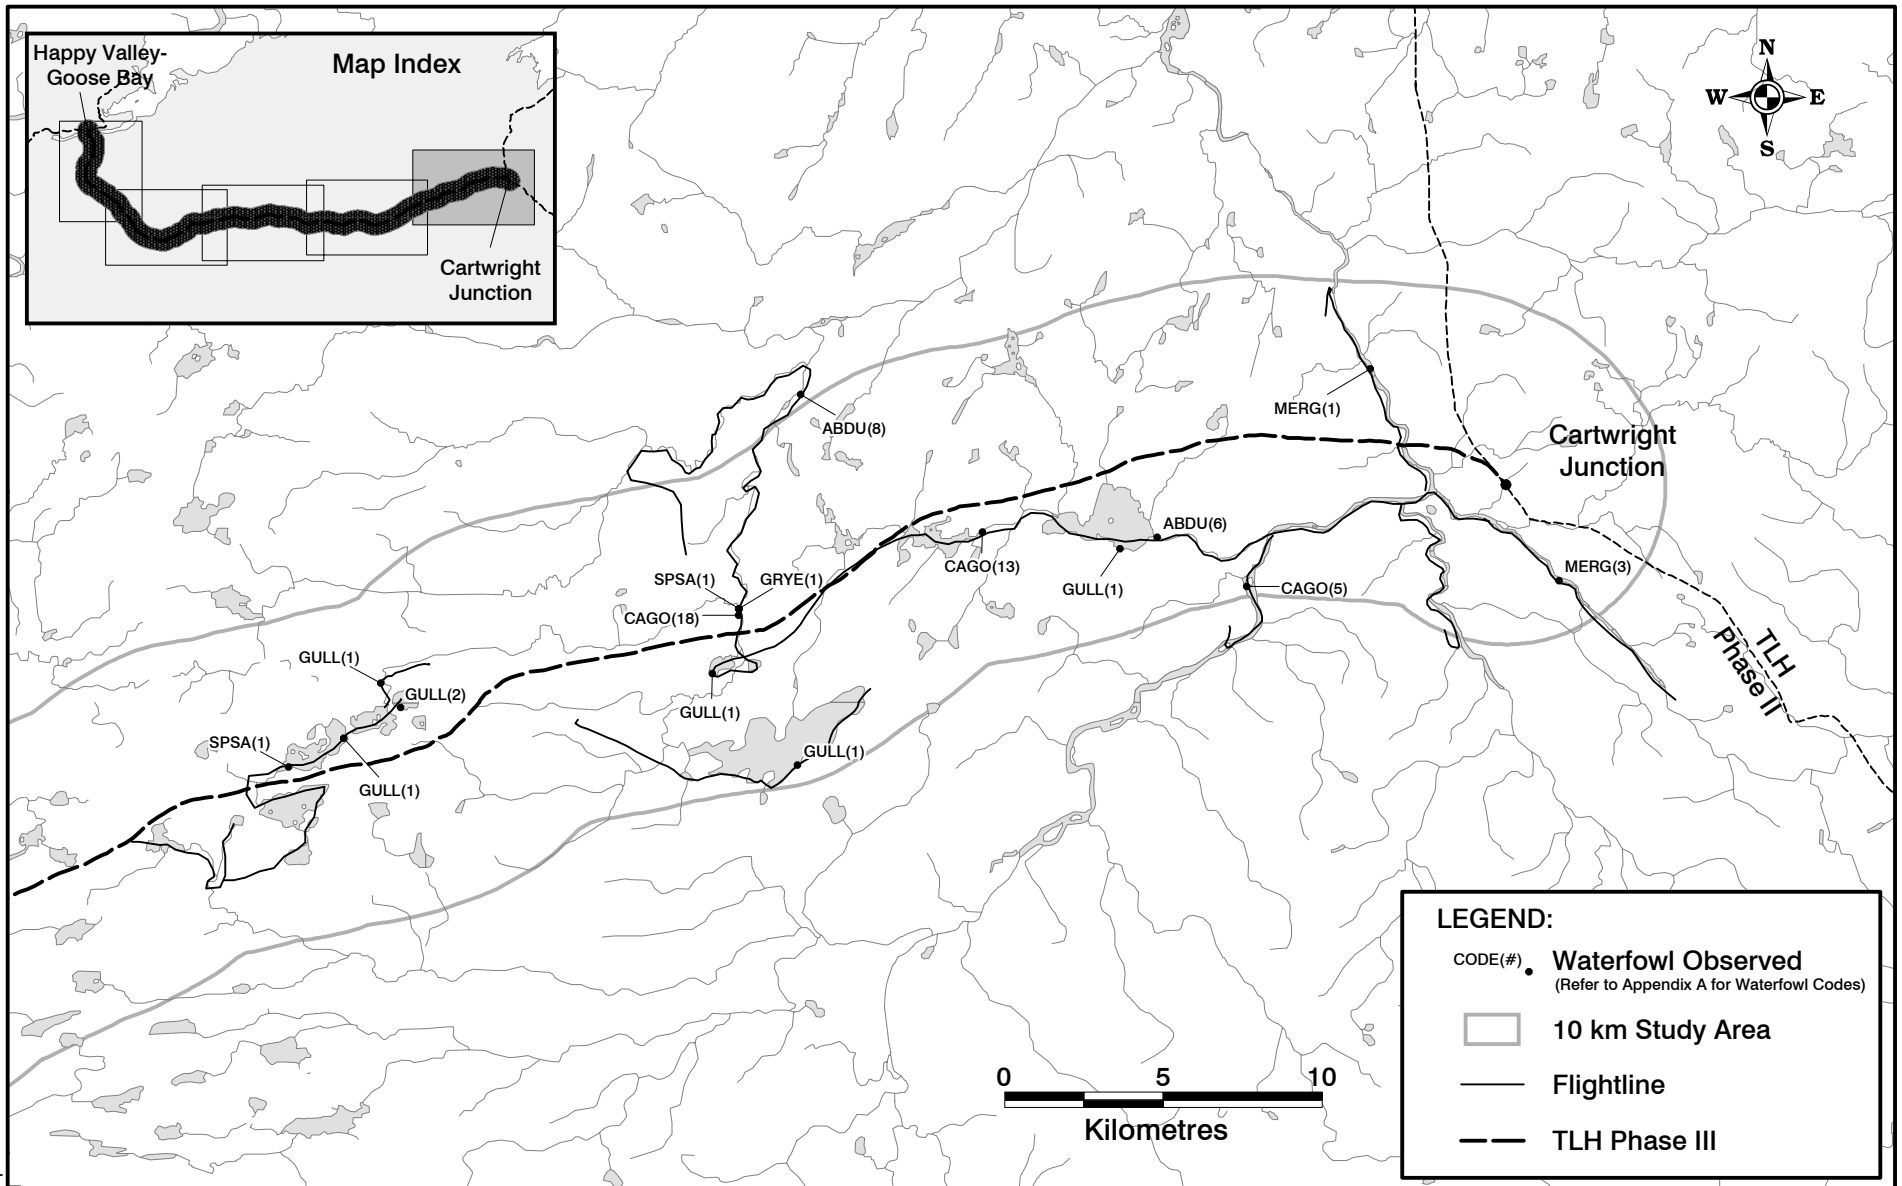 Happy Valley-
Goose Bay
Map Index
Cartwright
Junction
N
W E
S
MERG(1)
ABDU(8)
Cartwright
Junction
ABDU(6)
CAGO(13)
GULL(1)
MERG(3)
CAGO(5)
SPSA(1)
GRYE(1)
CAGO(18)
GULL(1)
GULL(2)
GULL(1)
SPSA(1)
GULL(1)
GULL(1)
TLH
Phase II
LEGEND:
CODE(#) Waterfowl Observed
(Refer to Appendix A for Waterfowl Codes)
10 km Study Area
Flightline
TLH Phase III
0 5 10
Kilometres